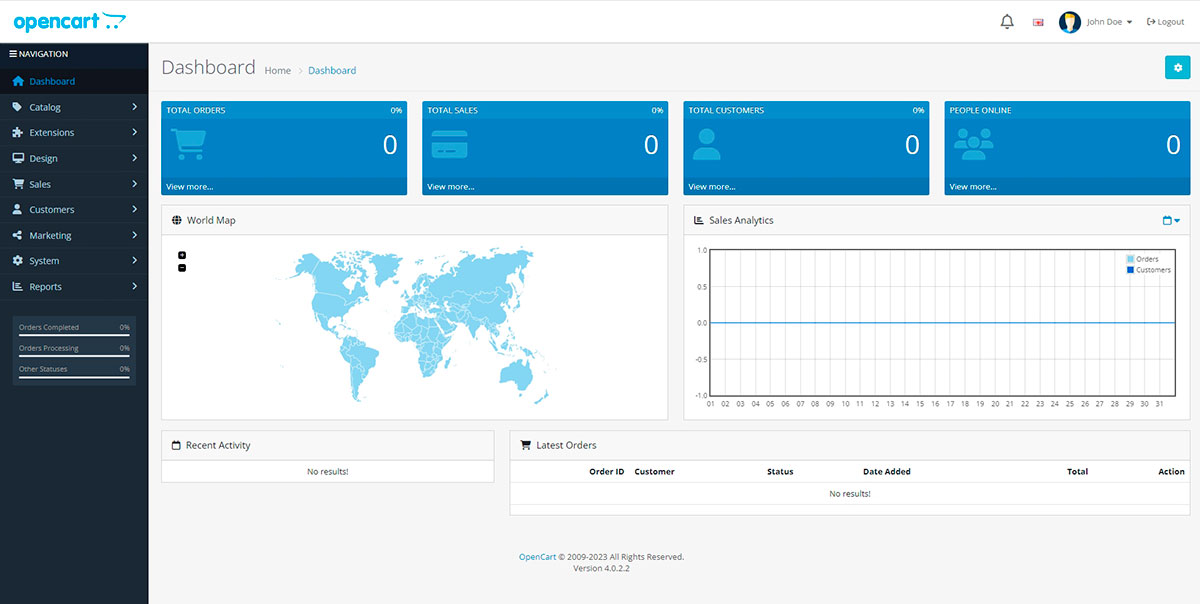 opencart
John Doe
Logout
NAVIGATION
Dashboard
Catalog
Extensions
Design
Sales
Customers
Marketing
System
Reports
Orders Completed 0%
Orders Processing 0%
Other Statuses 0%
Dashboard Home > Dashboard
TOTAL ORDERS 0%
0
View more...
TOTAL SALES 0%
0
View more...
TOTAL CUSTOMERS 0%
0
View more...
PEOPLE ONLINE
0
View more...
World Map
+
-
Sales Analytics
Orders
Customers
1.0
0.5
0.0
-0.5
-1.0
01 02 03 04 05 06 07 08 09 10 11 12 13 14 15 16 17 18 19 20 21 22 23 24 25 26 27 28 29 30 31
Recent Activity
No results!
Latest Orders
Order ID Customer Status Date Added Total Action
No results!
OpenCart © 2009-2023 All Rights Reserved.
Version 4.0.2.2